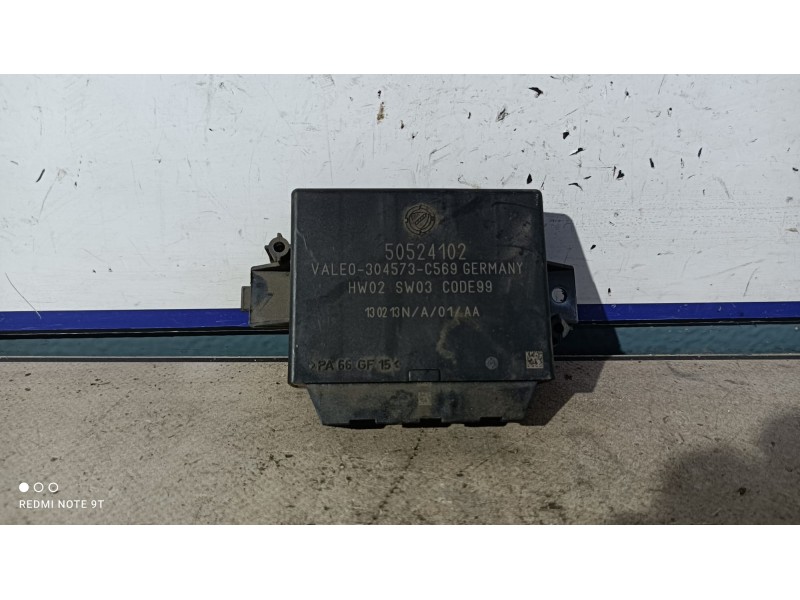 50524102
VALEO-304573-C569 GERMANY
HW02 SW03 CODE99
130213N/A/01/AA
>PA 66 GF 15<
REDMI NOTE 9T